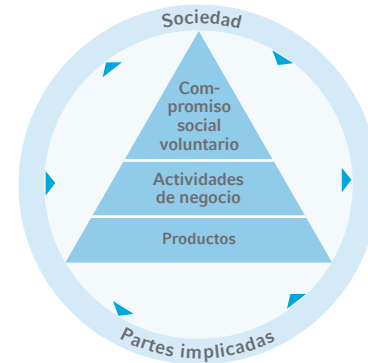 Sociedad
Com-
promiso
social
voluntario
Actividades
de negocio
Productos
Partes implicadas